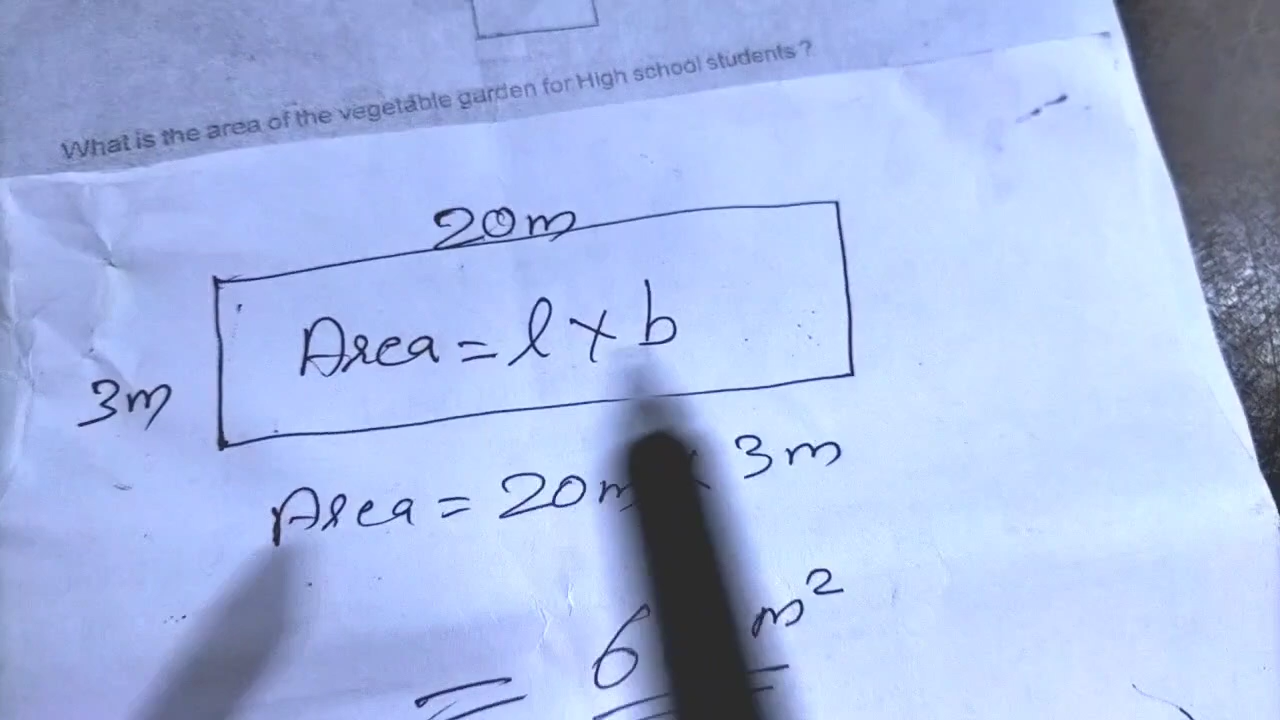 What is the area of the vegetable garden for High school students?
20m
Area = l × b
3m
Area = 20m 3m
= 6 m²